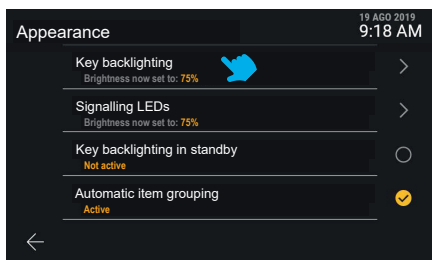 19 AGO 2019
Appearance
9:18 AM
Key backlighting
Brightness now set to: 75%
Signalling LEDs
Brightness now set to: 75%
Key backlighting in standby
Not active
Automatic item grouping
Active